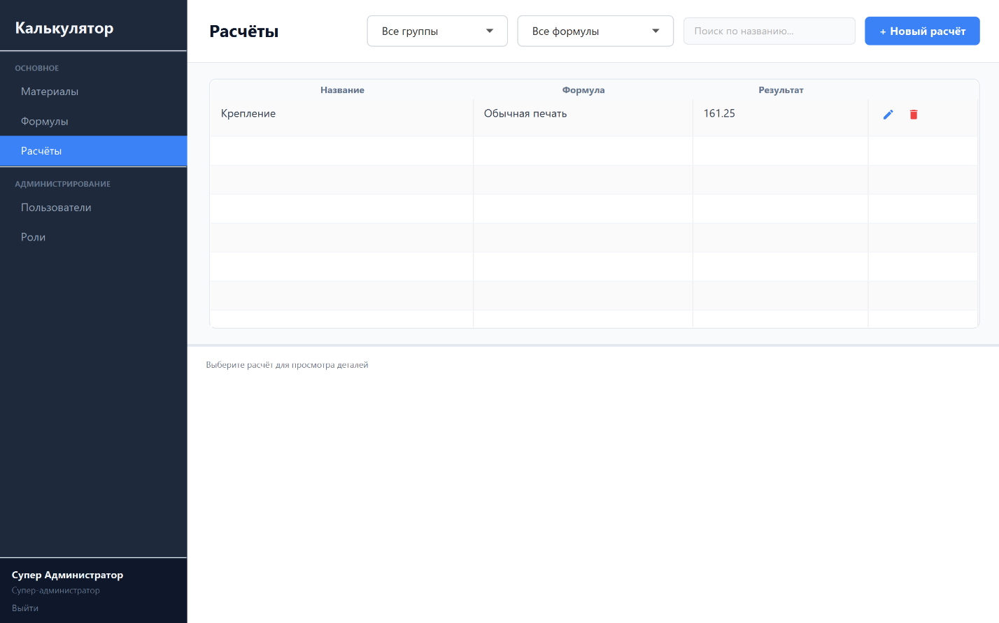 Калькулятор
ОСНОВНОЕ
Материалы
Формулы
Расчёты
АДМИНИСТРИРОВАНИЕ
Пользователи
Роли
Супер Администратор
Супер-администратор
Выйти
Расчёты
Все группы
Все формулы
Поиск по названию...
+ Новый расчёт
Название Формула Результат
Крепление Обычная печать 161.25
Выберите расчёт для просмотра деталей